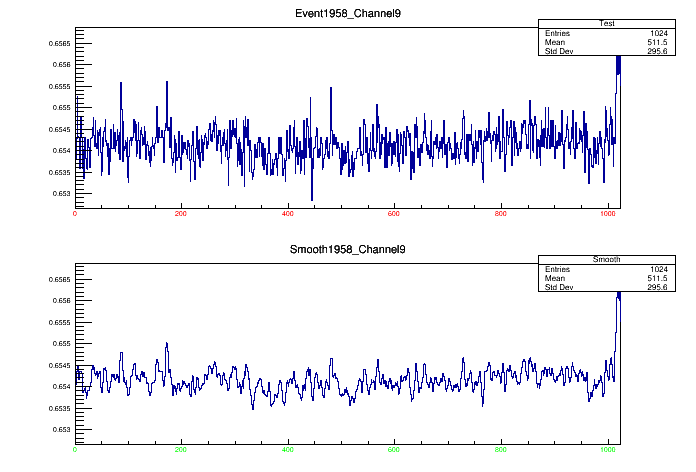 Event1958_Channel9
Test
Entries 1024
Mean 511.5
Std Dev 295.6
0.6565
0.656
0.6555
0.655
0.6545
0.654
0.6535
0.653
0 200 400 600 800 1000
Smooth1958_Channel9
Smooth
Entries 1024
Mean 511.5
Std Dev 295.6
0.6565
0.656
0.6555
0.655
0.6545
0.654
0.6535
0.653
0 200 400 600 800 1000